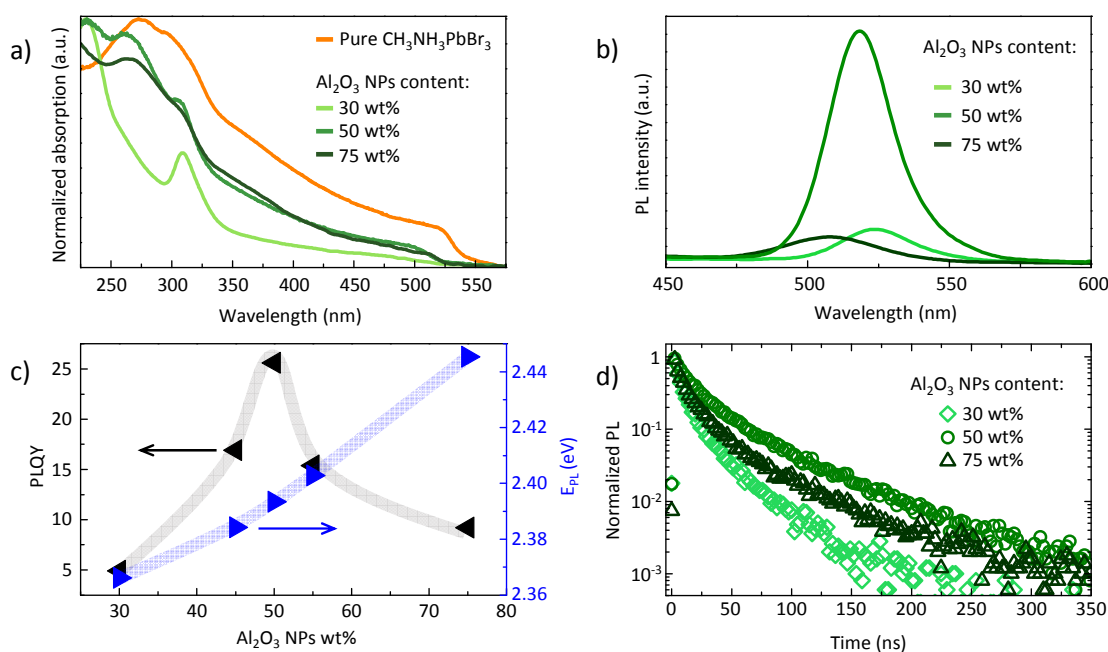 a)
Normalized absorption (a.u.)
Pure CH₃NH₃PbBr₃
Al₂O₃ NPs content:
30 wt%
50 wt%
75 wt%
250 300 350 400 450 500 550
Wavelength (nm)
b)
PL intensity (a.u.)
Al₂O₃ NPs content:
30 wt%
50 wt%
75 wt%
450 500 550 600
Wavelength (nm)
c)
PLQY
25
20
15
10
5
2.44
2.42
2.40
2.38
2.36
E_PL (eV)
30 40 50 60 70 80
Al₂O₃ NPs wt%
d)
Normalized PL
1
10⁻¹
10⁻²
10⁻³
Al₂O₃ NPs content:
30 wt%
50 wt%
75 wt%
0 50 100 150 200 250 300 350
Time (ns)